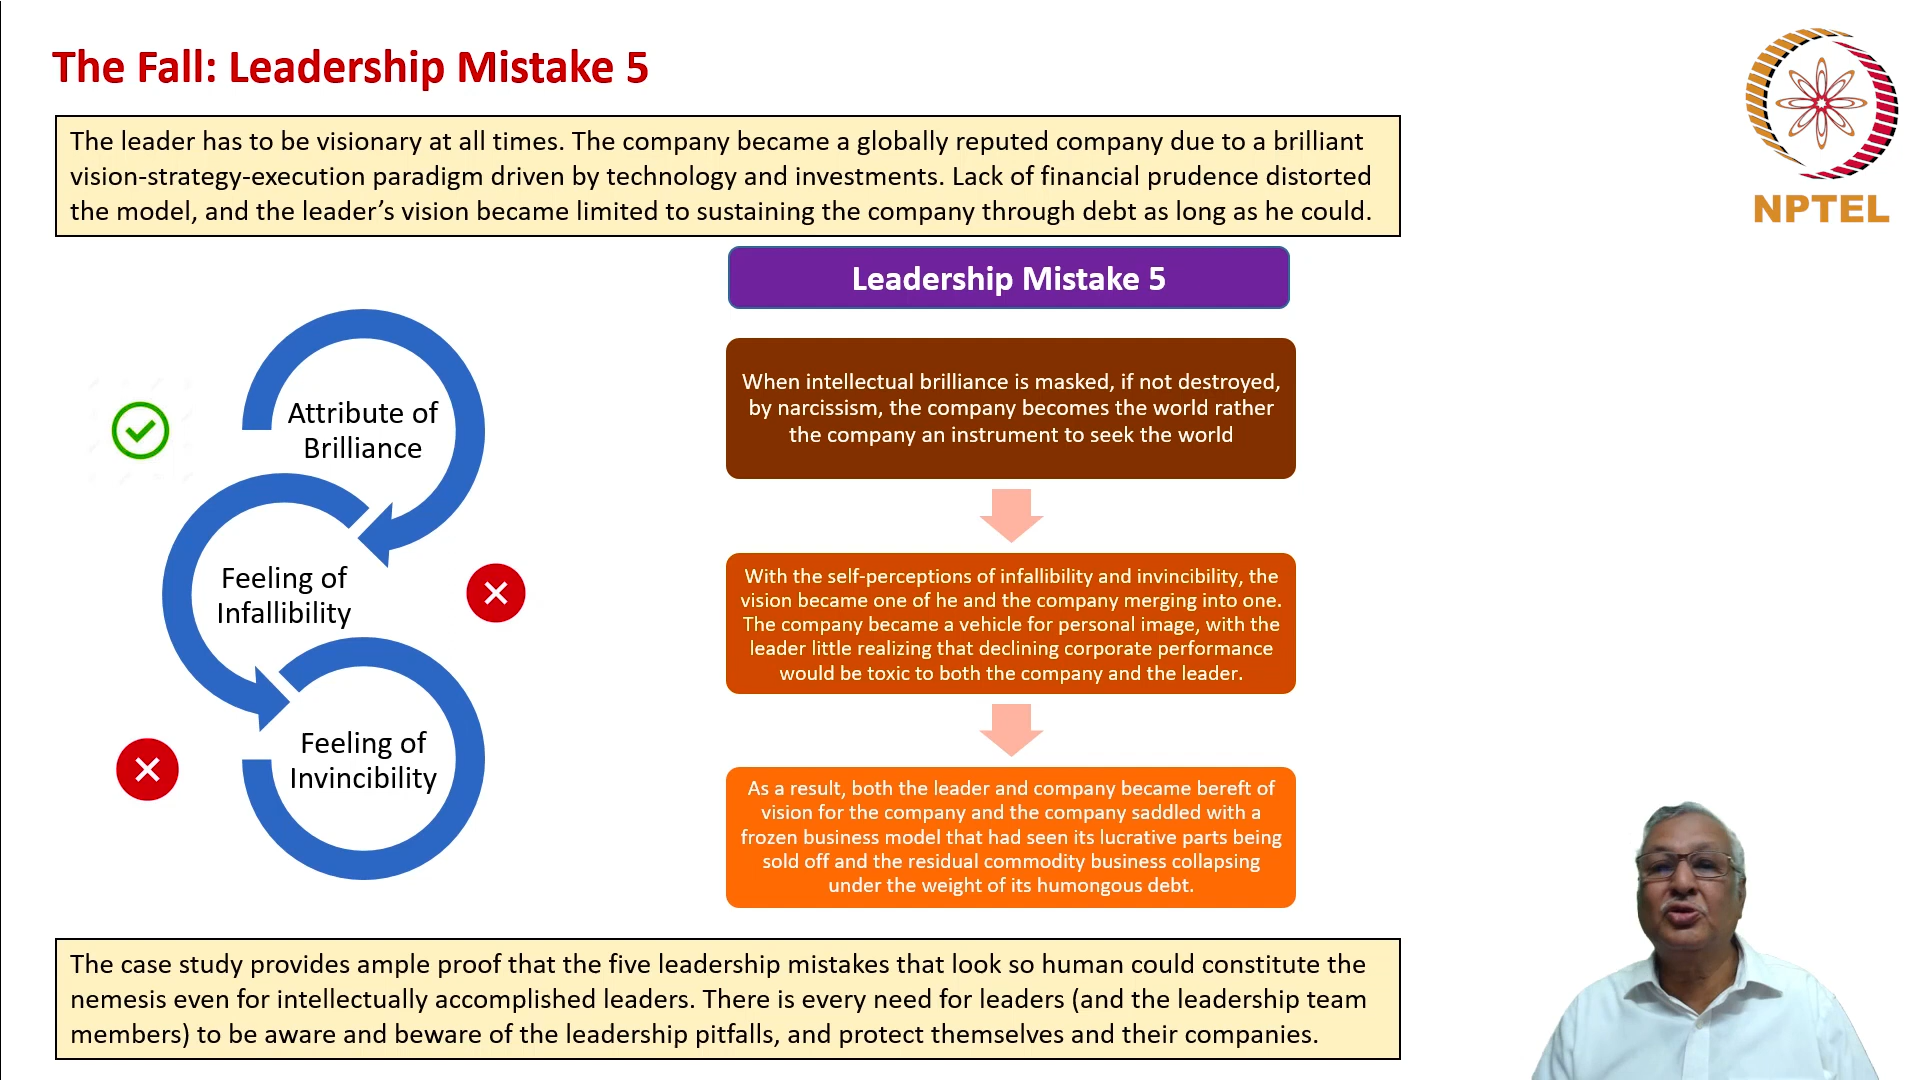 The Fall: Leadership Mistake 5
The leader has to be visionary at all times. The company became a globally reputed company due to a brilliant
vision-strategy-execution paradigm driven by technology and investments. Lack of financial prudence distorted
the model, and the leader’s vision became limited to sustaining the company through debt as long as he could.
NPTEL
Attribute of
Brilliance
Feeling of
Infallibility
Feeling of
Invincibility
Leadership Mistake 5
When intellectual brilliance is masked, if not destroyed,
by narcissism, the company becomes the world rather
the company an instrument to seek the world
With the self-perceptions of infallibility and invincibility, the
vision became one of he and the company merging into one.
The company became a vehicle for personal image, with the
leader little realizing that declining corporate performance
would be toxic to both the company and the leader.
As a result, both the leader and company became bereft of
vision for the company and the company saddled with a
frozen business model that had seen its lucrative parts being
sold off and the residual commodity business collapsing
under the weight of its humongous debt.
The case study provides ample proof that the five leadership mistakes that look so human could constitute the
nemesis even for intellectually accomplished leaders. There is every need for leaders (and the leadership team
members) to be aware and beware of the leadership pitfalls, and protect themselves and their companies.